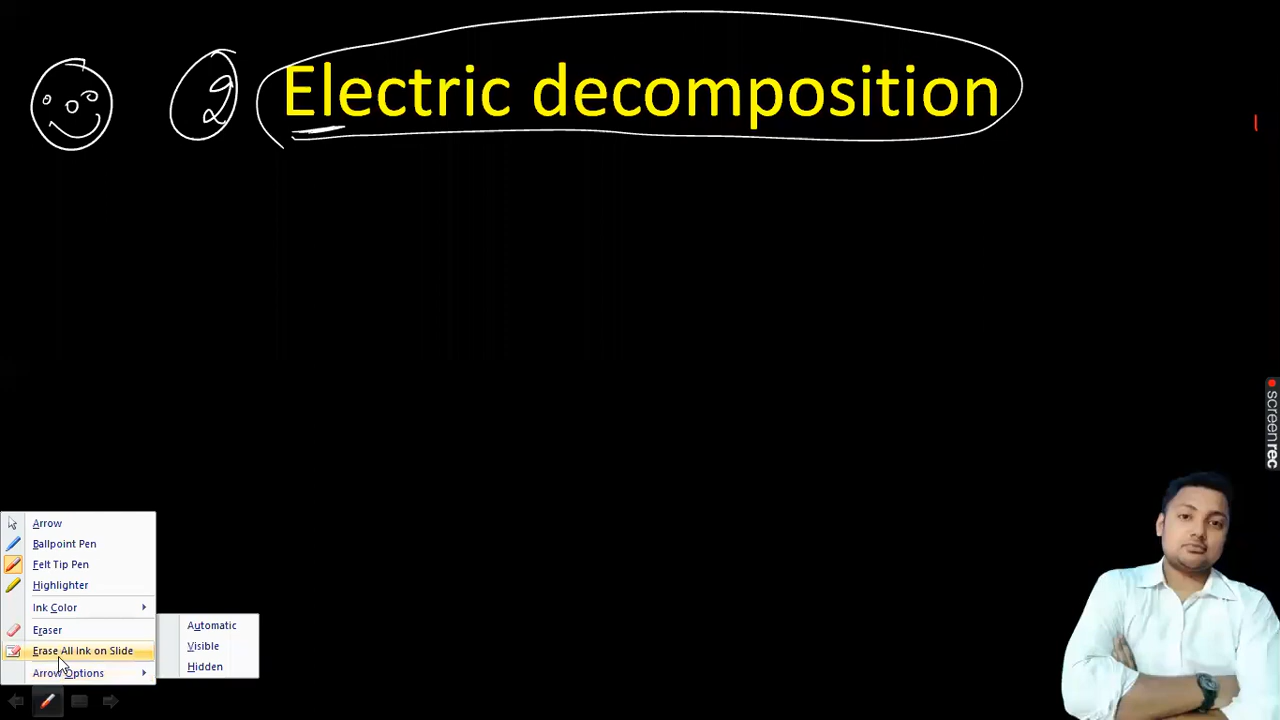 2 Electric decomposition
screenrec
Arrow
Ballpoint Pen
Felt Tip Pen
Highlighter
Ink Color
Eraser
Erase All Ink on Slide
Arrow Options
Automatic
Visible
Hidden